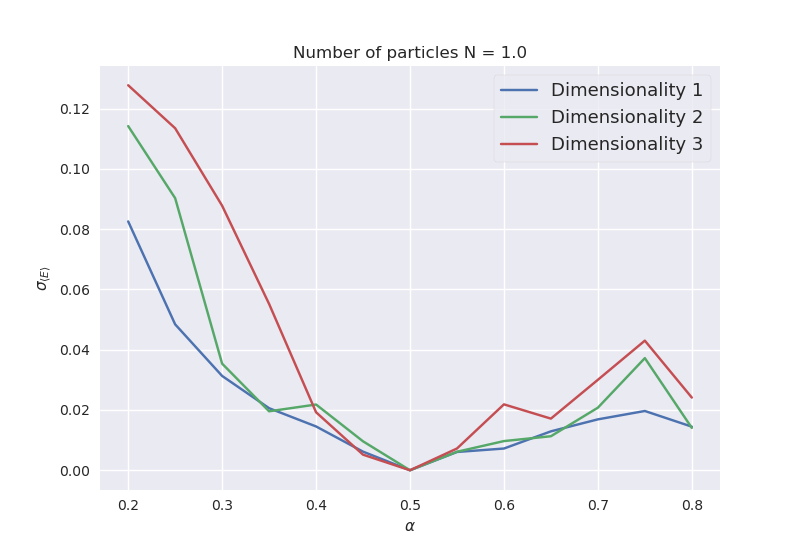 Number of particles N = 1.0
Dimensionality 1
Dimensionality 2
Dimensionality 3
σ⟨E⟩
0.12
0.10
0.08
0.06
0.04
0.02
0.00
0.2 0.3 0.4 0.5 0.6 0.7 0.8
α